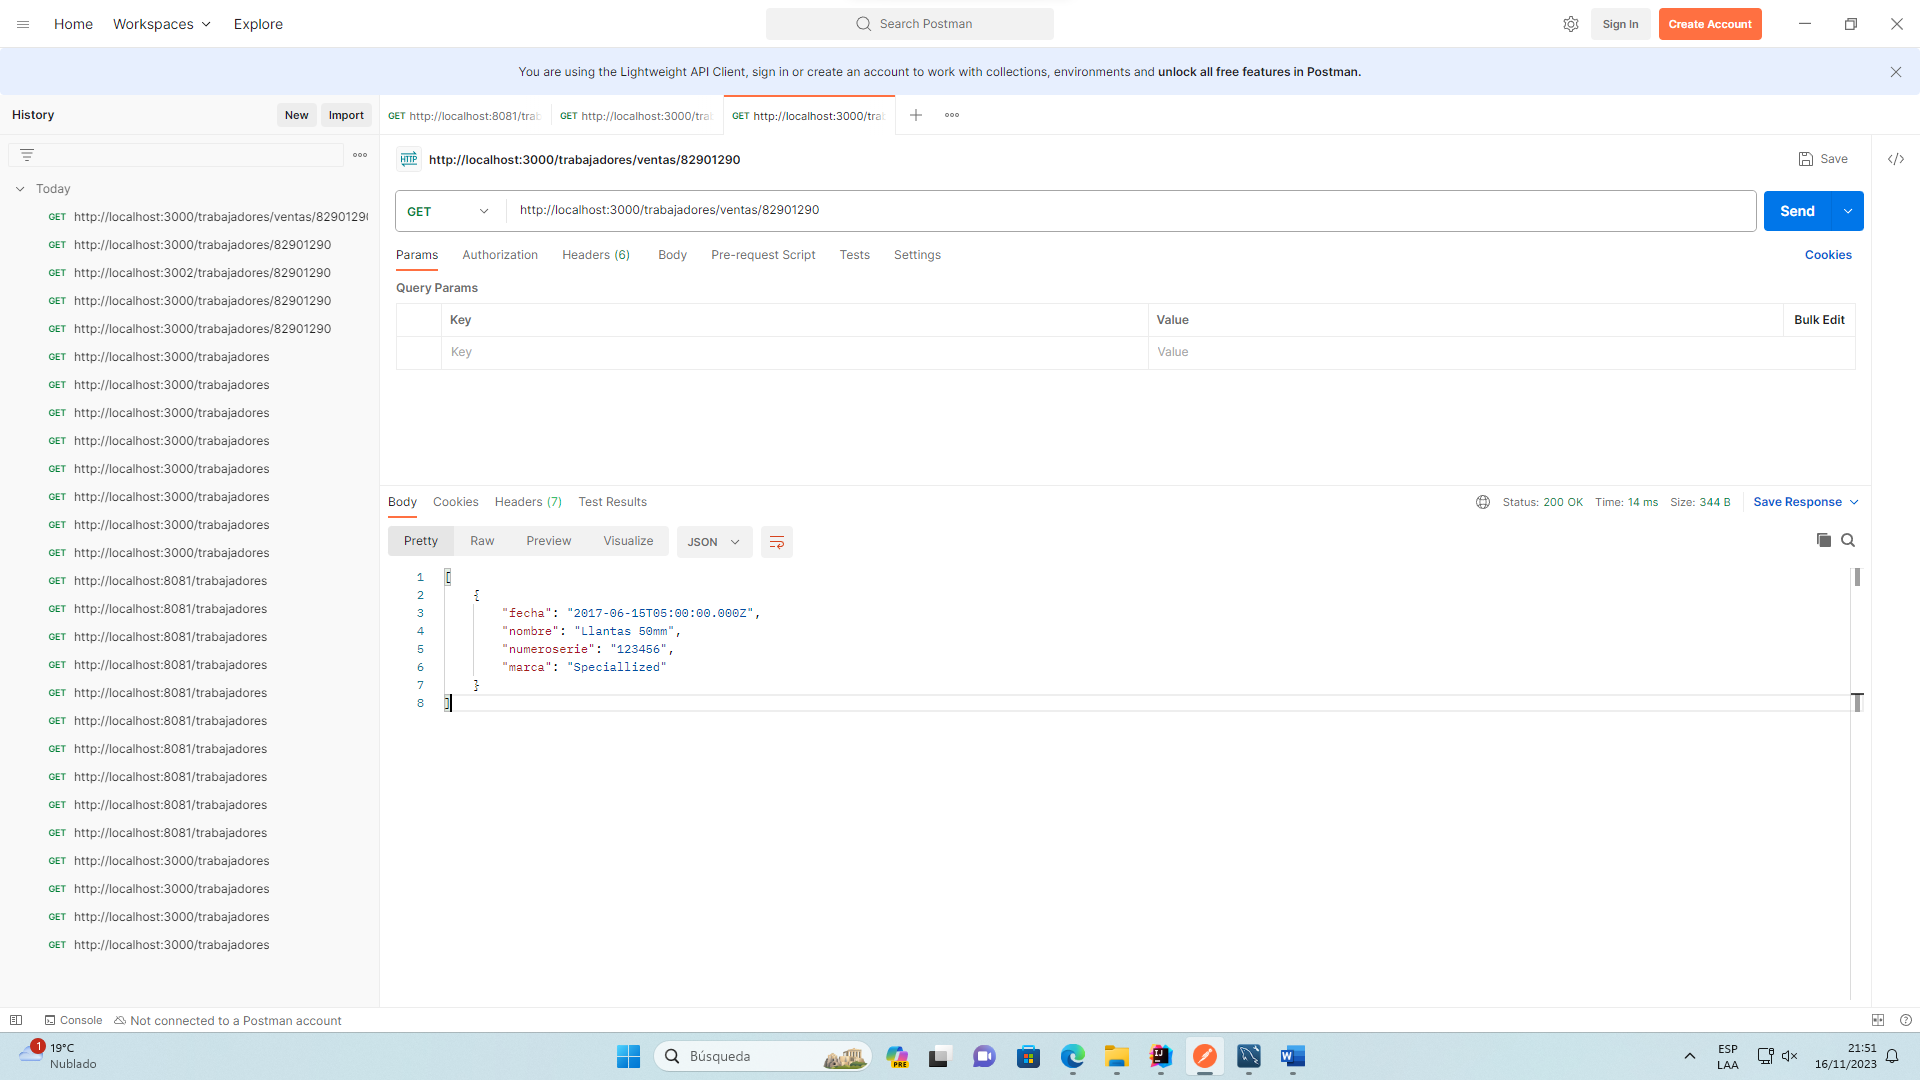 Home Workspaces Explore Search Postman Sign In Create Account
You are using the Lightweight API Client, sign in or create an account to work with collections, environments and unlock all free features in Postman.
History New Import
GET http://localhost:8081/trab GET http://localhost:3000/tra GET http://localhost:3000/tra
Today
GET http://localhost:3000/trabajadores/ventas/82901290
GET http://localhost:3000/trabajadores/82901290
GET http://localhost:3002/trabajadores/82901290
GET http://localhost:3000/trabajadores/82901290
GET http://localhost:3000/trabajadores/82901290
GET http://localhost:3000/trabajadores
GET http://localhost:3000/trabajadores
GET http://localhost:3000/trabajadores
GET http://localhost:3000/trabajadores
GET http://localhost:3000/trabajadores
GET http://localhost:3000/trabajadores
GET http://localhost:3000/trabajadores
GET http://localhost:3000/trabajadores
GET http://localhost:8081/trabajadores
GET http://localhost:8081/trabajadores
GET http://localhost:8081/trabajadores
GET http://localhost:8081/trabajadores
GET http://localhost:8081/trabajadores
GET http://localhost:8081/trabajadores
GET http://localhost:8081/trabajadores
GET http://localhost:8081/trabajadores
GET http://localhost:8081/trabajadores
GET http://localhost:8081/trabajadores
GET http://localhost:3000/trabajadores
GET http://localhost:3000/trabajadores
GET http://localhost:3000/trabajadores
GET http://localhost:3000/trabajadores
HTTP http://localhost:3000/trabajadores/ventas/82901290 Save
GET http://localhost:3000/trabajadores/ventas/82901290 Send
Params Authorization Headers (6) Body Pre-request Script Tests Settings Cookies
Query Params
Key Value Bulk Edit
Key Value
Body Cookies Headers (7) Test Results Status: 200 OK Time: 14 ms Size: 344 B Save Response
Pretty Raw Preview Visualize JSON
1 [
2 {
3 "fecha": "2017-06-15T05:00:00.000Z",
4 "nombre": "Llantas 50mm",
5 "numeroserie": "123456",
6 "marca": "Speciallized"
7 }
8 ]
Console Not connected to a Postman account
1 19°C
Nublado
Búsqueda
PRE
ESP
LAA
21:51
16/11/2023